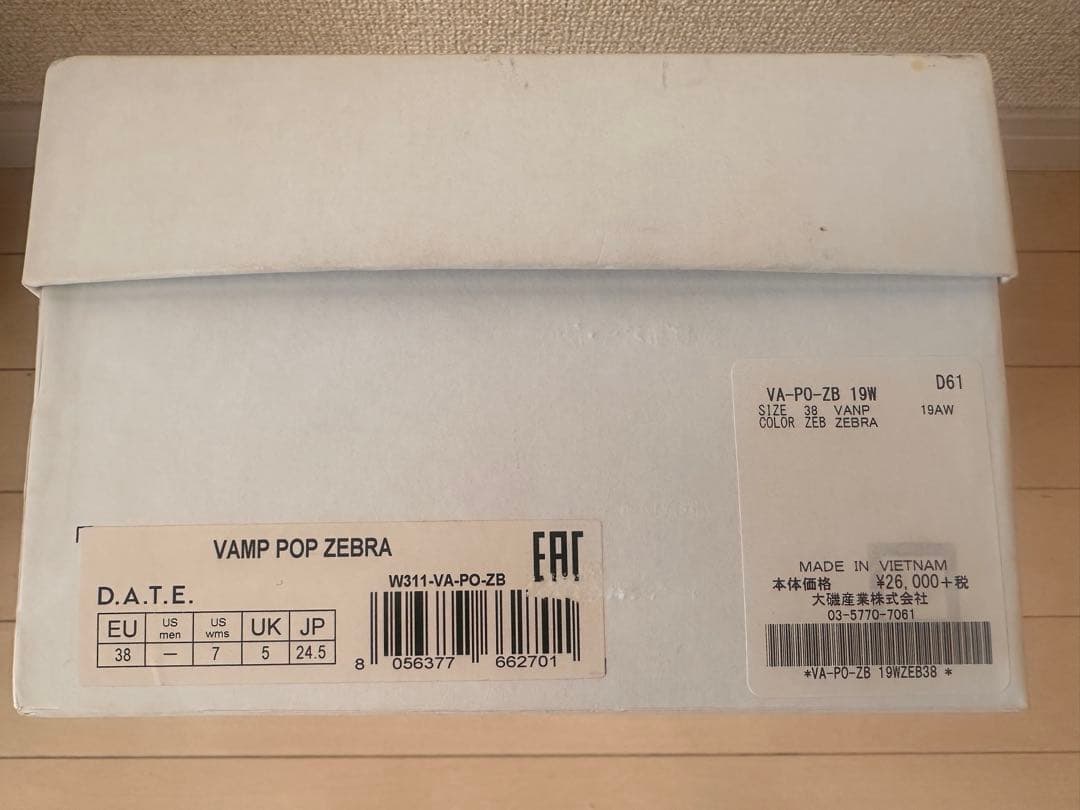 VAMP POP ZEBRA
EAC
D.A.T.E.
W311-VA-PO-ZB
EU US men US wms UK JP
38 — 7 5 24.5
8 056377 662701
VA-PO-ZB 19W D61
SIZE 38 VANP 19AW
COLOR ZEB ZEBRA
MADE IN VIETNAM
本体価格 ¥26,000+税
大磯産業株式会社
03-5770-7061
*VA-PO-ZB 19WZEB38 *